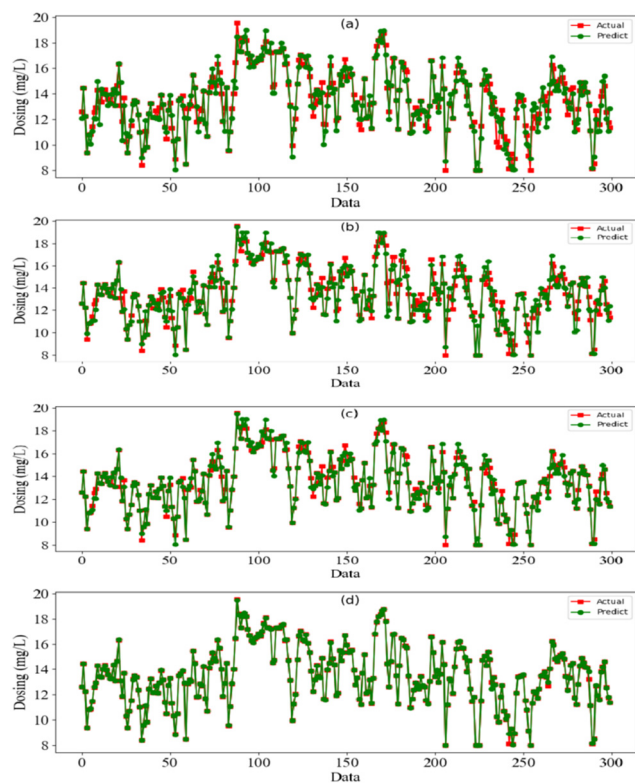 (a)
Actual
Predict
Dosing (mg/L)
20
18
16
14
12
10
8
0
50
100
150
200
250
300
Data
(b)
Actual
Predict
Dosing (mg/L)
20
18
16
14
12
10
8
0
50
100
150
200
250
300
Data
(c)
Actual
Predict
Dosing (mg/L)
20
18
16
14
12
10
8
0
50
100
150
200
250
300
Data
(d)
Actual
Predict
Dosing (mg/L)
20
18
16
14
12
10
8
0
50
100
150
200
250
300
Data